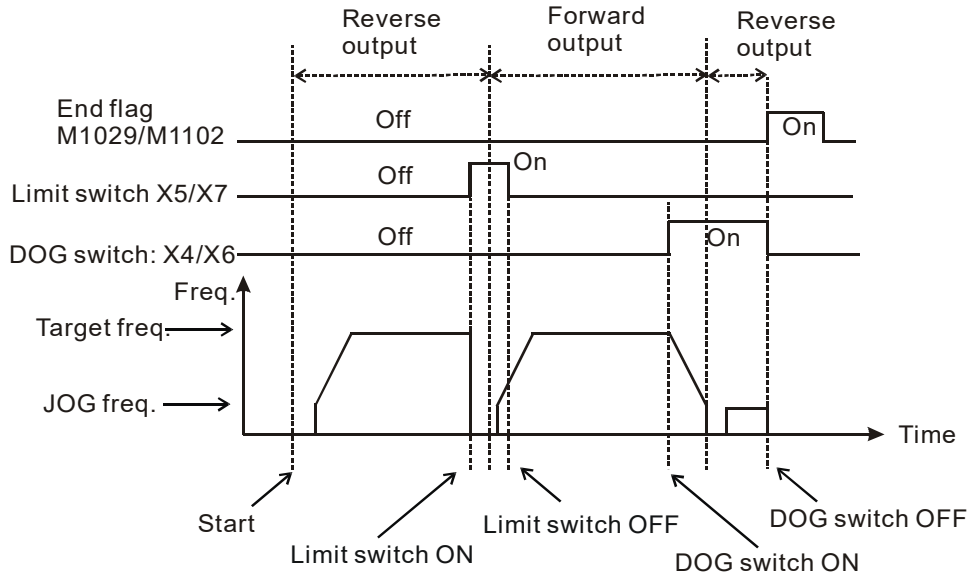 Reverse
output
Forward
output
Reverse
output
End flag
M1029/M1102
Off
On
Limit switch X5/X7
Off
On
DOG switch: X4/X6
Off
On
Freq.
Target freq.
JOG freq.
Time
Start
Limit switch ON
Limit switch OFF
DOG switch ON
DOG switch OFF